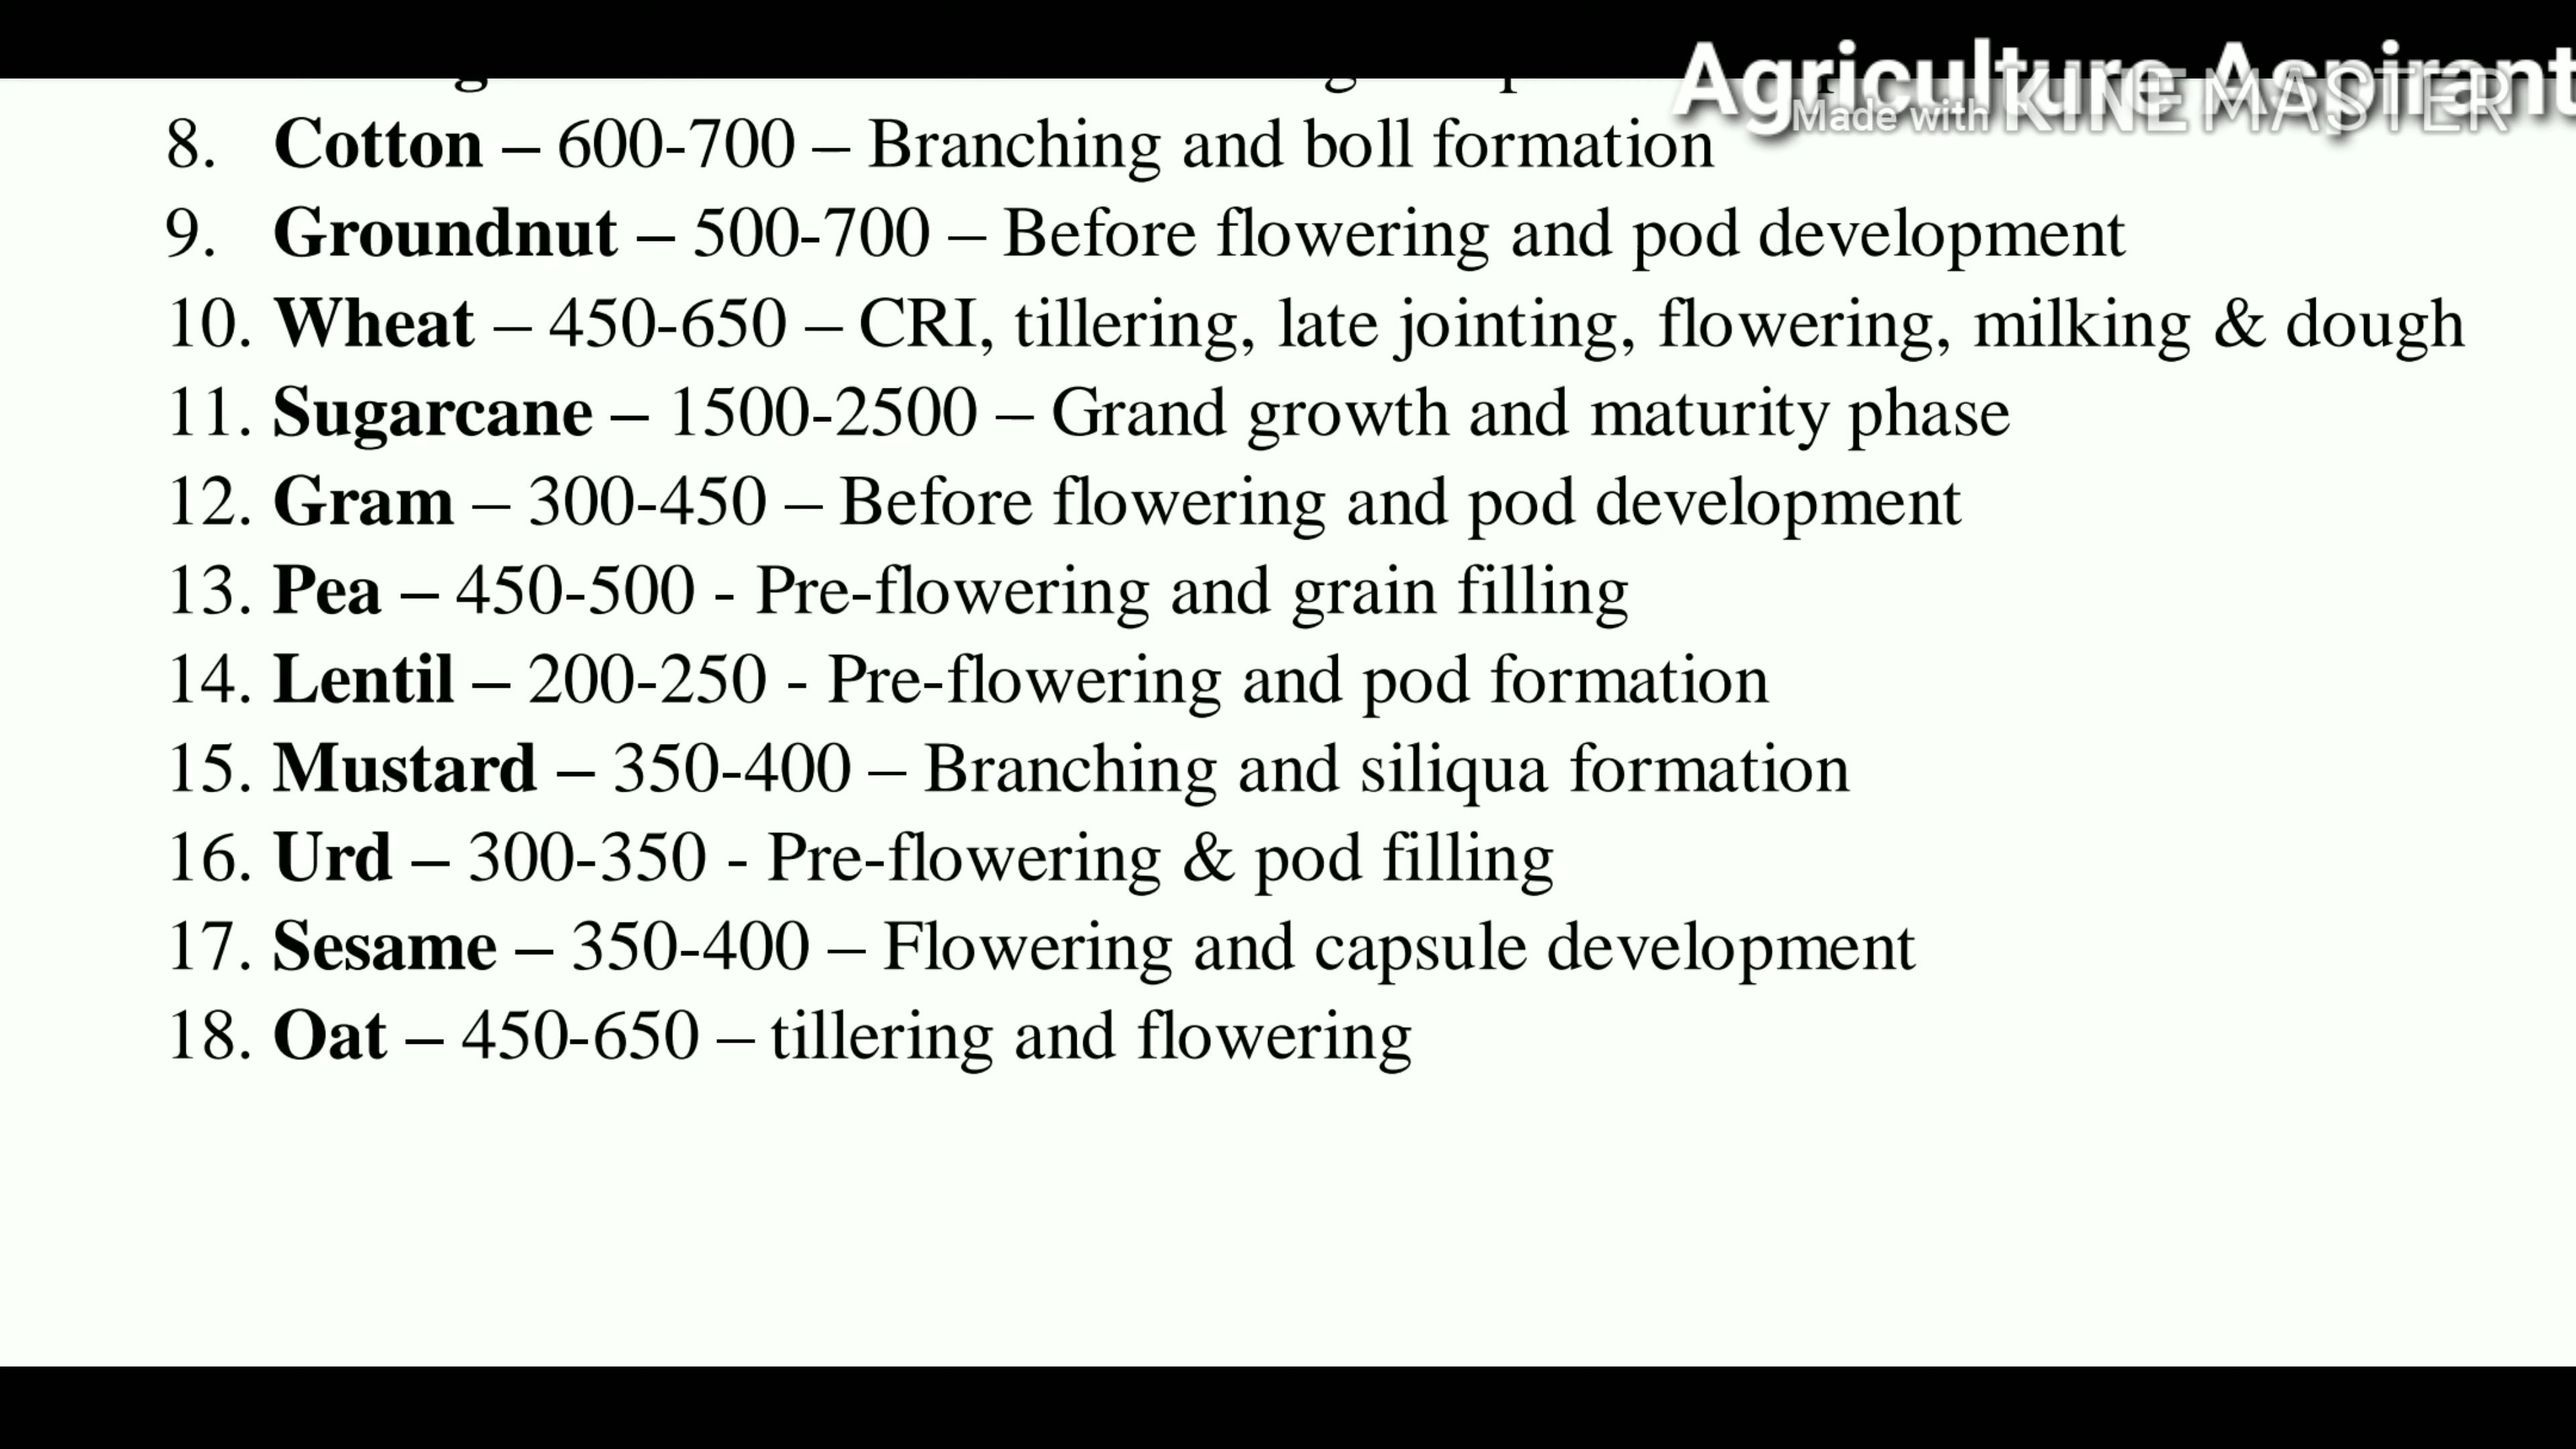 Agriculture Aspirant
Made with KINEMASTER
8. Cotton – 600-700 – Branching and boll formation
9. Groundnut – 500-700 – Before flowering and pod development
10. Wheat – 450-650 – CRI, tillering, late jointing, flowering, milking & dough
11. Sugarcane – 1500-2500 – Grand growth and maturity phase
12. Gram – 300-450 – Before flowering and pod development
13. Pea – 450-500 - Pre-flowering and grain filling
14. Lentil – 200-250 - Pre-flowering and pod formation
15. Mustard – 350-400 – Branching and siliqua formation
16. Urd – 300-350 - Pre-flowering & pod filling
17. Sesame – 350-400 – Flowering and capsule development
18. Oat – 450-650 – tillering and flowering